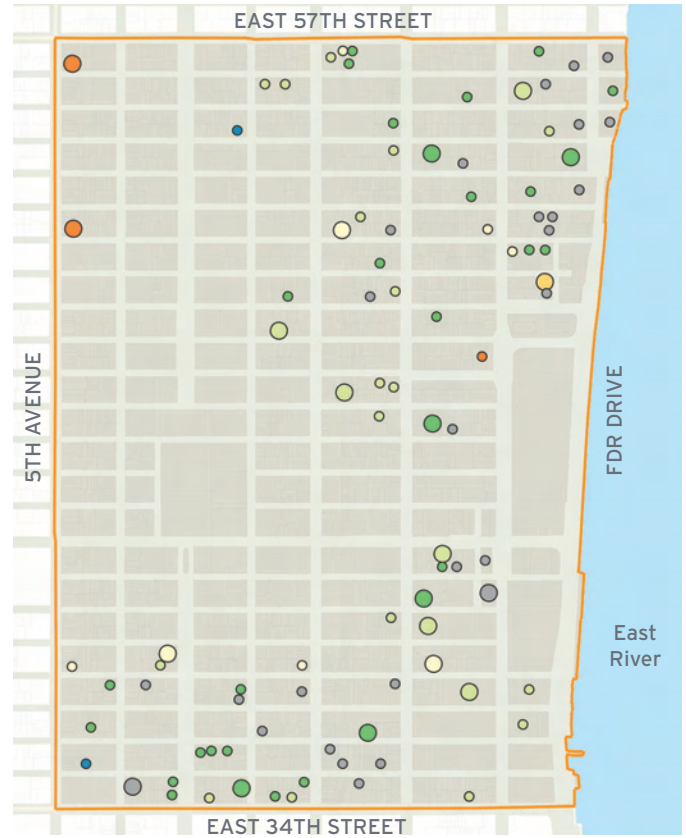 EAST 57TH STREET
5TH AVENUE
FDR DRIVE
East
River
EAST 34TH STREET